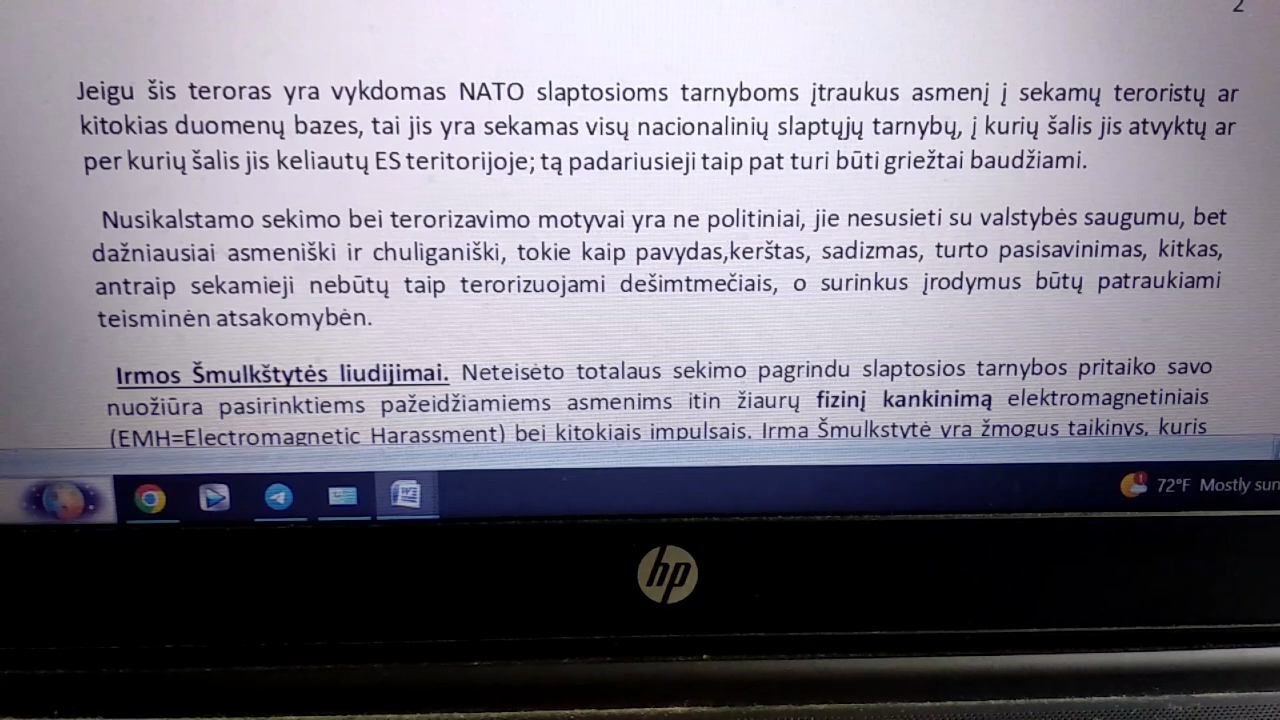 2
Jeigu šis teroras yra vykdomas NATO slaptosioms tarnyboms įtraukus asmenį į sekamų teroristų ar
kitokias duomenų bazes, tai jis yra sekamas visų nacionalinių slaptųjų tarnybų, į kurių šalis jis atvyktų ar
per kurių šalis jis keliautų ES teritorijoje; tą padariusieji taip pat turi būti griežtai baudžiami.
Nusikalstamo sekimo bei terorizavimo motyvai yra ne politiniai, jie nesusieti su valstybės saugumu, bet
dažniausiai asmeniški ir chuliganiški, tokie kaip pavydas,kerštas, sadizmas, turto pasisavinimas, kitkas,
antraip sekamieji nebūtų taip terorizuojami dešimtmečiais, o surinkus įrodymus būtų patraukiami
teisminėn atsakomybėn.
Irmos Šmulkštytės liudijimai. Neteisėto totalaus sekimo pagrindu slaptosios tarnybos pritaiko savo
nuožiūra pasirinktiems pažeidžiamiems asmenims itin žiaurų fizinį kankinimą elektromagnetiniais
(EMH=Electromagnetic Harassment) bei kitokiais impulsais. Irma Šmulkstytė yra žmogus taikinys, kuris
72°F Mostly sun
hp